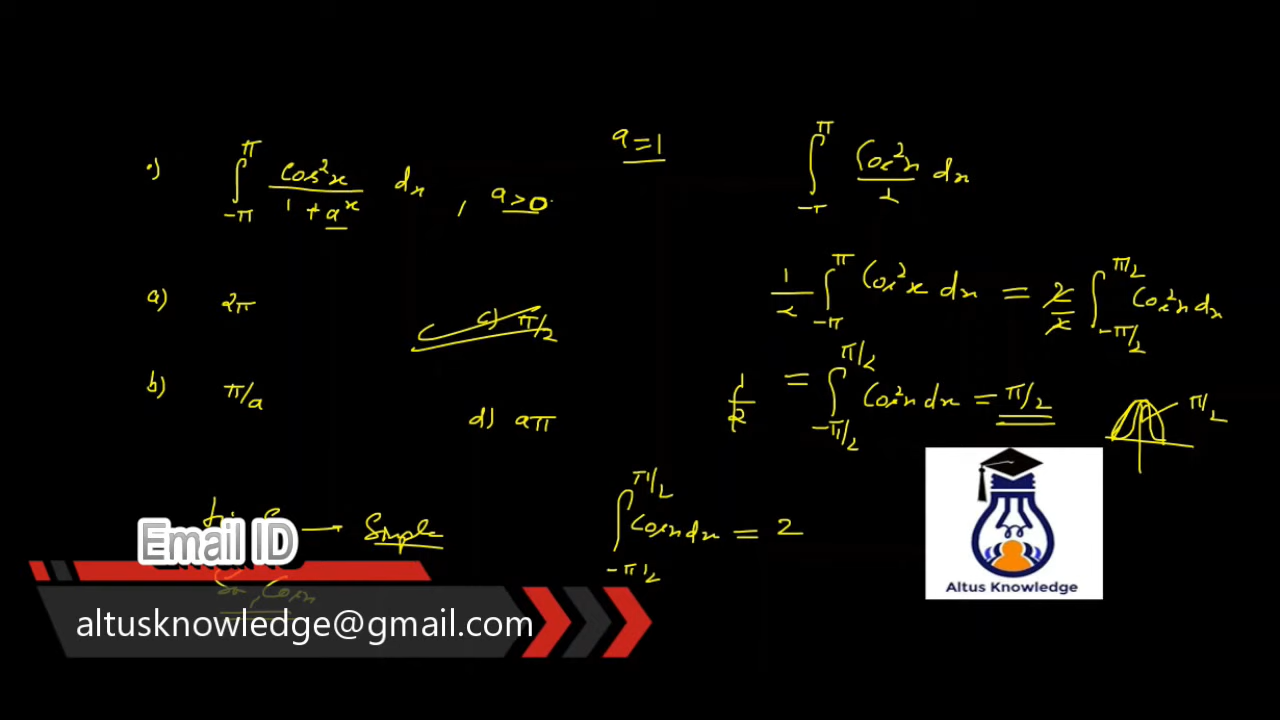 •) ∫_{-π}^{π} cos²x / (1 + a^x) dx , a>0
a) 2π
c) π/2
b) π/a
d) aπ
a=1
∫_{-π}^{π} cos²x / 2 dx
1/2 ∫_{-π}^{π} cos²x dx = 2/2 ∫_{-π/2}^{π/2} cos²x dx
= ∫_{-π/2}^{π/2} cos²x dx = π/2
π/2
∫_{-π/2}^{π/2} cosx dx = 2
→ Simple
Email ID
altusknowledge@gmail.com
Altus Knowledge